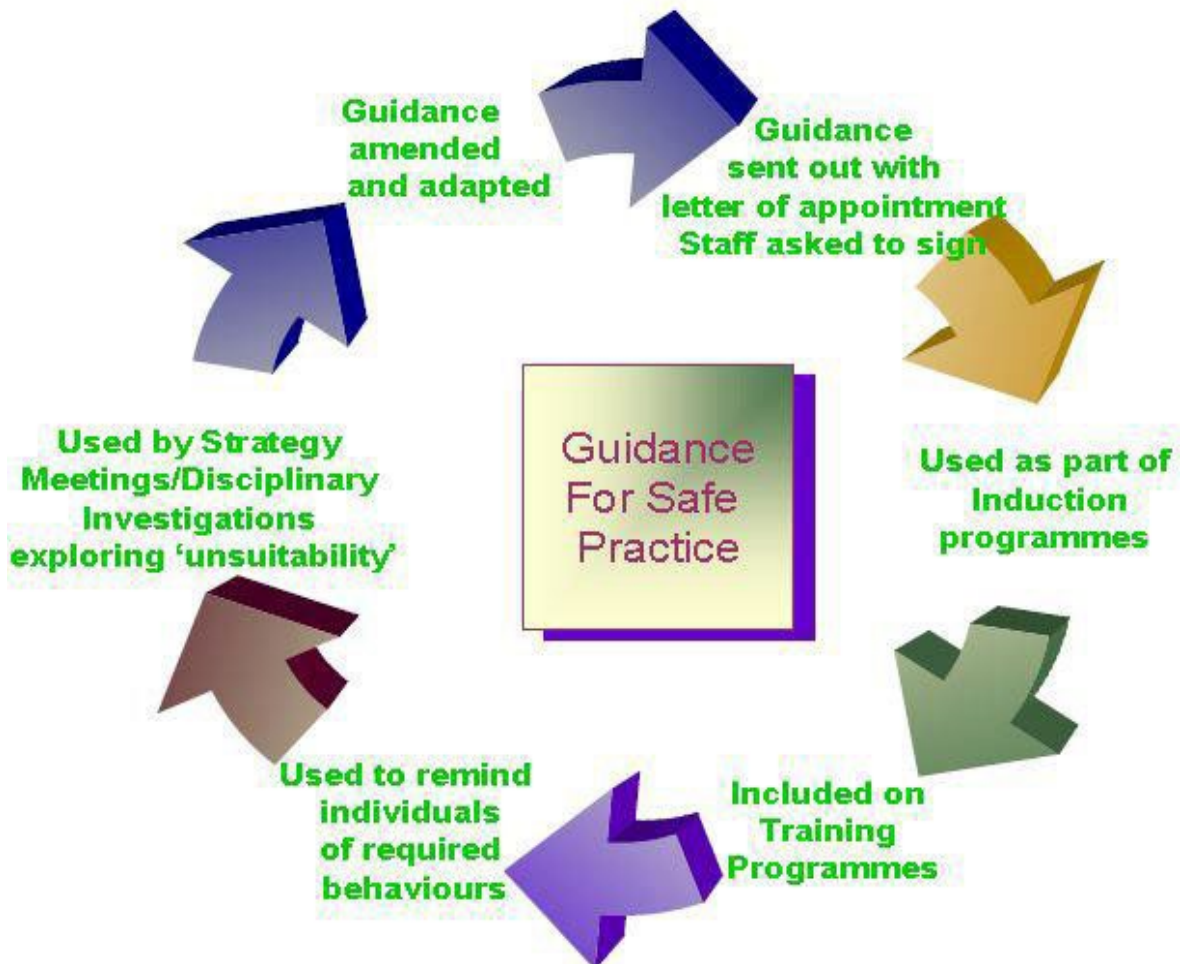 Guidance
amended
and adapted
Guidance
sent out with
letter of appointment
Staff asked to sign
Used as part of
Induction
programmes
Included on
Training
Programmes
Used to remind
individuals
of required
behaviours
Used by Strategy
Meetings/Disciplinary
Investigations
exploring ‘unsuitability’
Guidance
For Safe
Practice